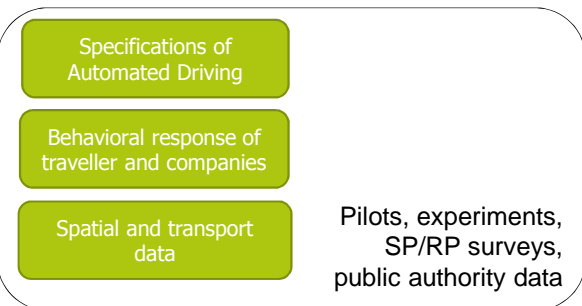 Specifications of
Automated Driving
Behavioral response of
traveller and companies
Spatial and transport
data
Pilots, experiments,
SP/RP surveys,
public authority data